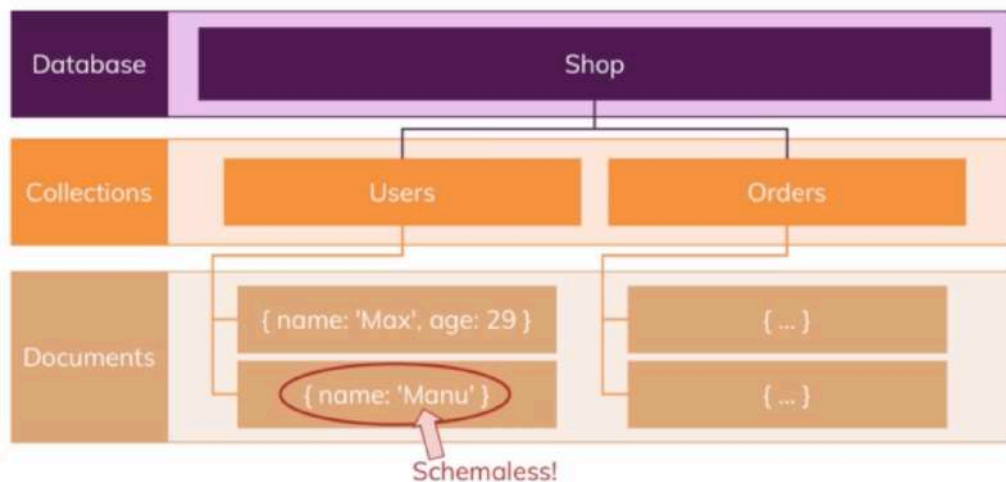 Database
Shop
Collections
Users
Orders
Documents
{ name: 'Max', age: 29 }
{ ... }
{ name: 'Manu' }
{ ... }
Schemaless!